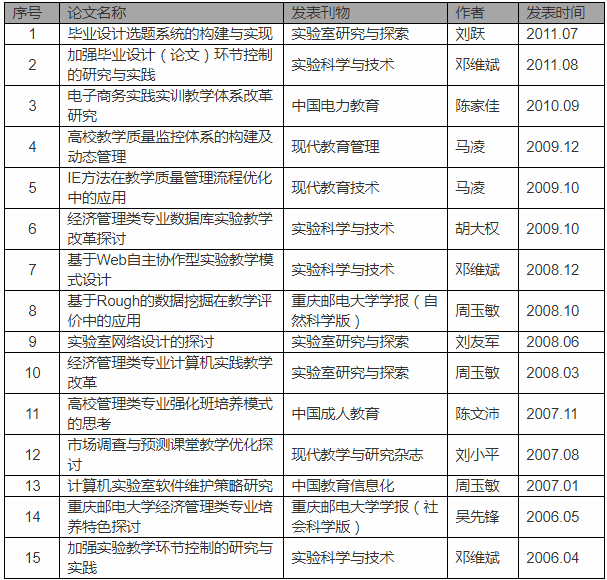 序号 论文名称 发表刊物 作者 发表时间
1 毕业设计选题系统的构建与实现 实验室研究与探索 刘跃 2011.07
2 加强毕业设计（论文）环节控制 实验科学与技术 邓维斌 2011.08
的研究与实践
3 电子商务实践实训教学体系改革 中国电力教育 陈家佳 2010.09
研究
4 高校教学质量监控体系的构建及 现代教育管理 马凌 2009.12
动态管理
5 IE方法在教学质量管理流程优化 现代教育技术 马凌 2009.10
中的应用
6 经济管理类专业数据库实验教学 实验科学与技术 胡大权 2009.10
改革探讨
7 基于Web自主协作型实验教学模 实验科学与技术 邓维斌 2008.12
式设计
8 基于Rough的数据挖掘在教学评 重庆邮电大学学报（自 周玉敏 2008.10
价中的应用 然科学版）
9 实验室网络设计的探讨 实验室研究与探索 刘友军 2008.06
10 经济管理类专业计算机实践教学 实验室研究与探索 周玉敏 2008.03
改革
11 高校管理类专业强化班培养模式 中国成人教育 陈文沛 2007.11
的思考
12 市场调查与预测课堂教学优化探 现代教学与研究杂志 刘小平 2007.08
讨
13 计算机实验室软件维护策略研究 中国教育信息化 周玉敏 2007.01
14 重庆邮电大学经济管理类专业培 重庆邮电大学学报（社 吴先锋 2006.05
养特色探讨 会科学版）
15 加强实验教学环节控制的研究与 实验科学与技术 邓维斌 2006.04
实践